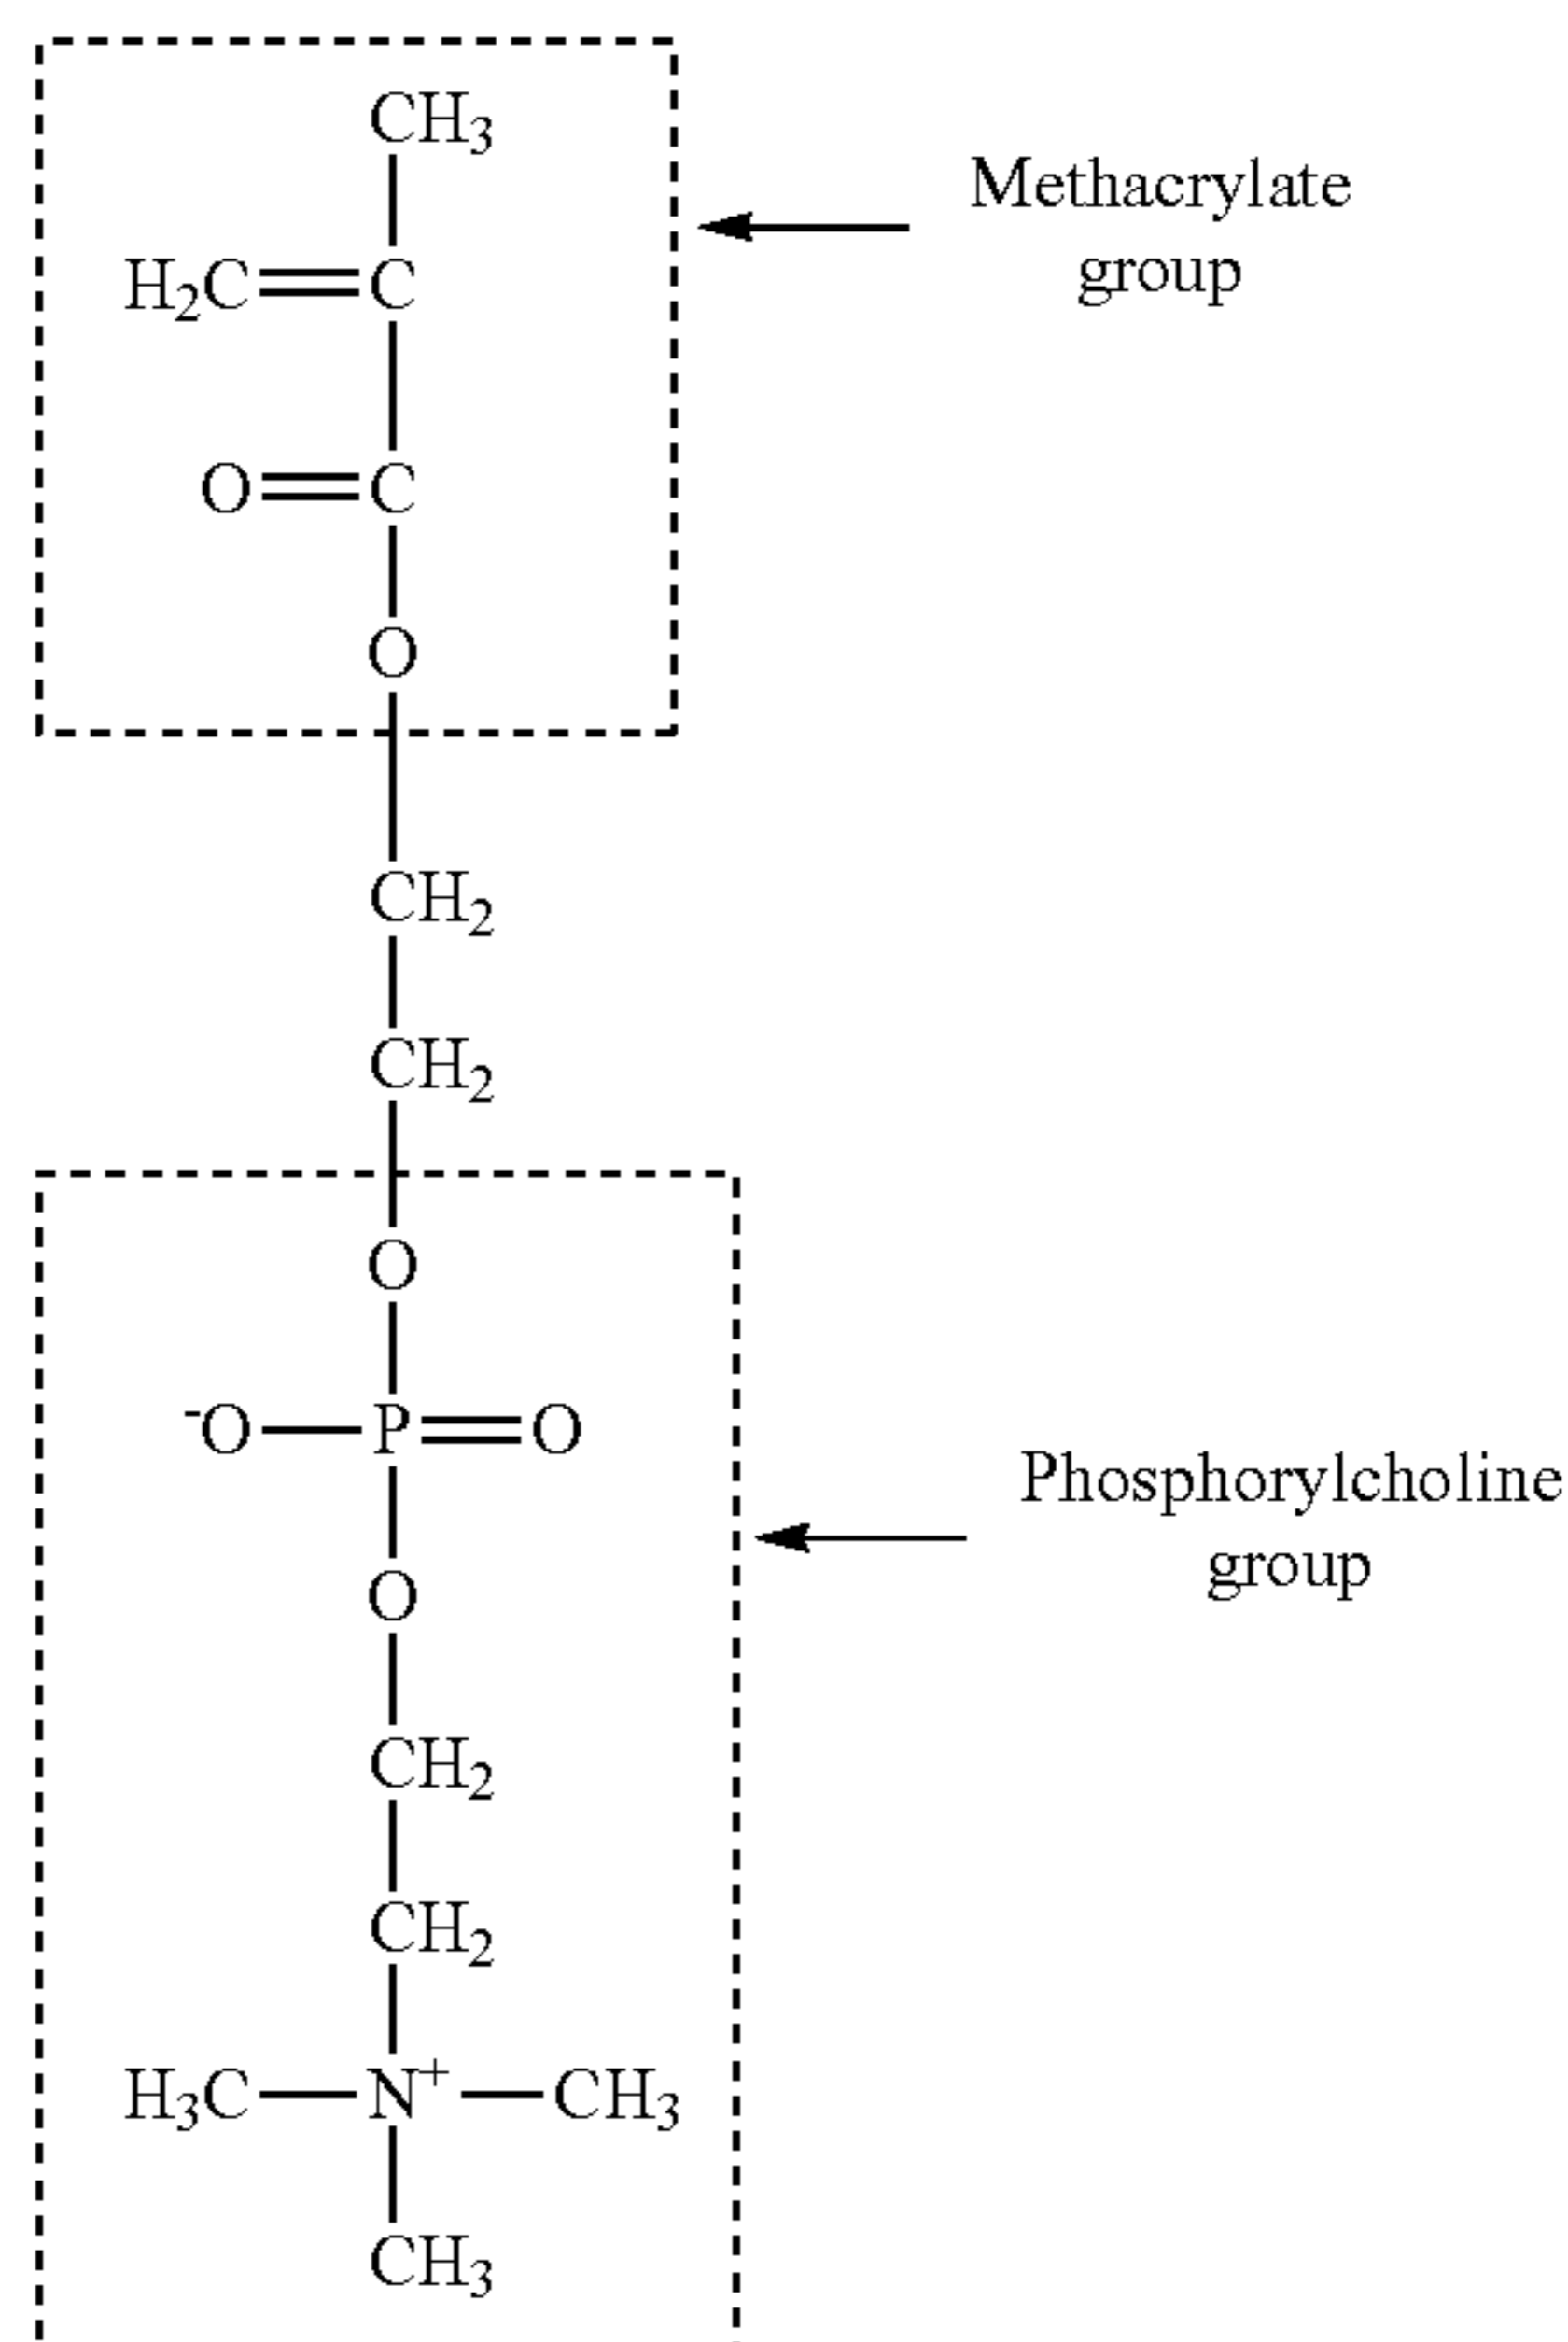 CH₃
Methacrylate
group
H₂C=C
O=C
O
CH₂
CH₂
O
⁻O—P=O
Phosphorylcholine
group
O
CH₂
CH₂
H₃C—N⁺—CH₃
CH₃